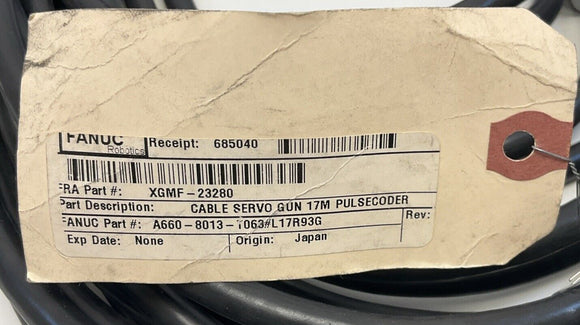 FANUC
Robotics
Receipt: 685040
FRA Part #: XGMF-23280
Part Description: CABLE SERVO GUN 17M PULSECODER
FANUC Part #: A660-8013-T063#L17R93G Rev:
Exp Date: None Origin: Japan